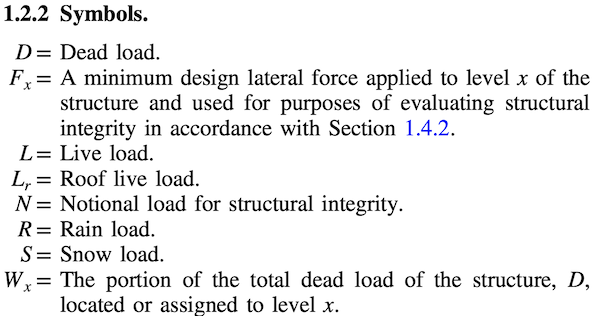 1.2.2 Symbols.
D = Dead load.
Fₓ = A minimum design lateral force applied to level x of the
structure and used for purposes of evaluating structural
integrity in accordance with Section 1.4.2.
L = Live load.
Lᵣ = Roof live load.
N = Notional load for structural integrity.
R = Rain load.
S = Snow load.
Wₓ = The portion of the total dead load of the structure, D,
located or assigned to level x.